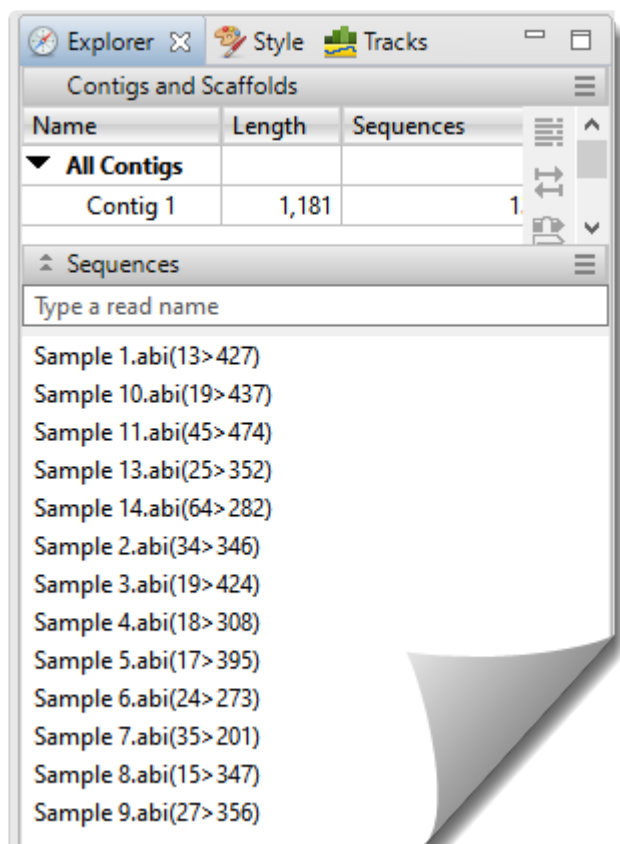 Explorer Style Tracks
Contigs and Scaffolds
Name Length Sequences
All Contigs
Contig 1 1,181
Sequences
Type a read name
Sample 1.abi(13>427)
Sample 10.abi(19>437)
Sample 11.abi(45>474)
Sample 13.abi(25>352)
Sample 14.abi(64>282)
Sample 2.abi(34>346)
Sample 3.abi(19>424)
Sample 4.abi(18>308)
Sample 5.abi(17>395)
Sample 6.abi(24>273)
Sample 7.abi(35>201)
Sample 8.abi(15>347)
Sample 9.abi(27>356)